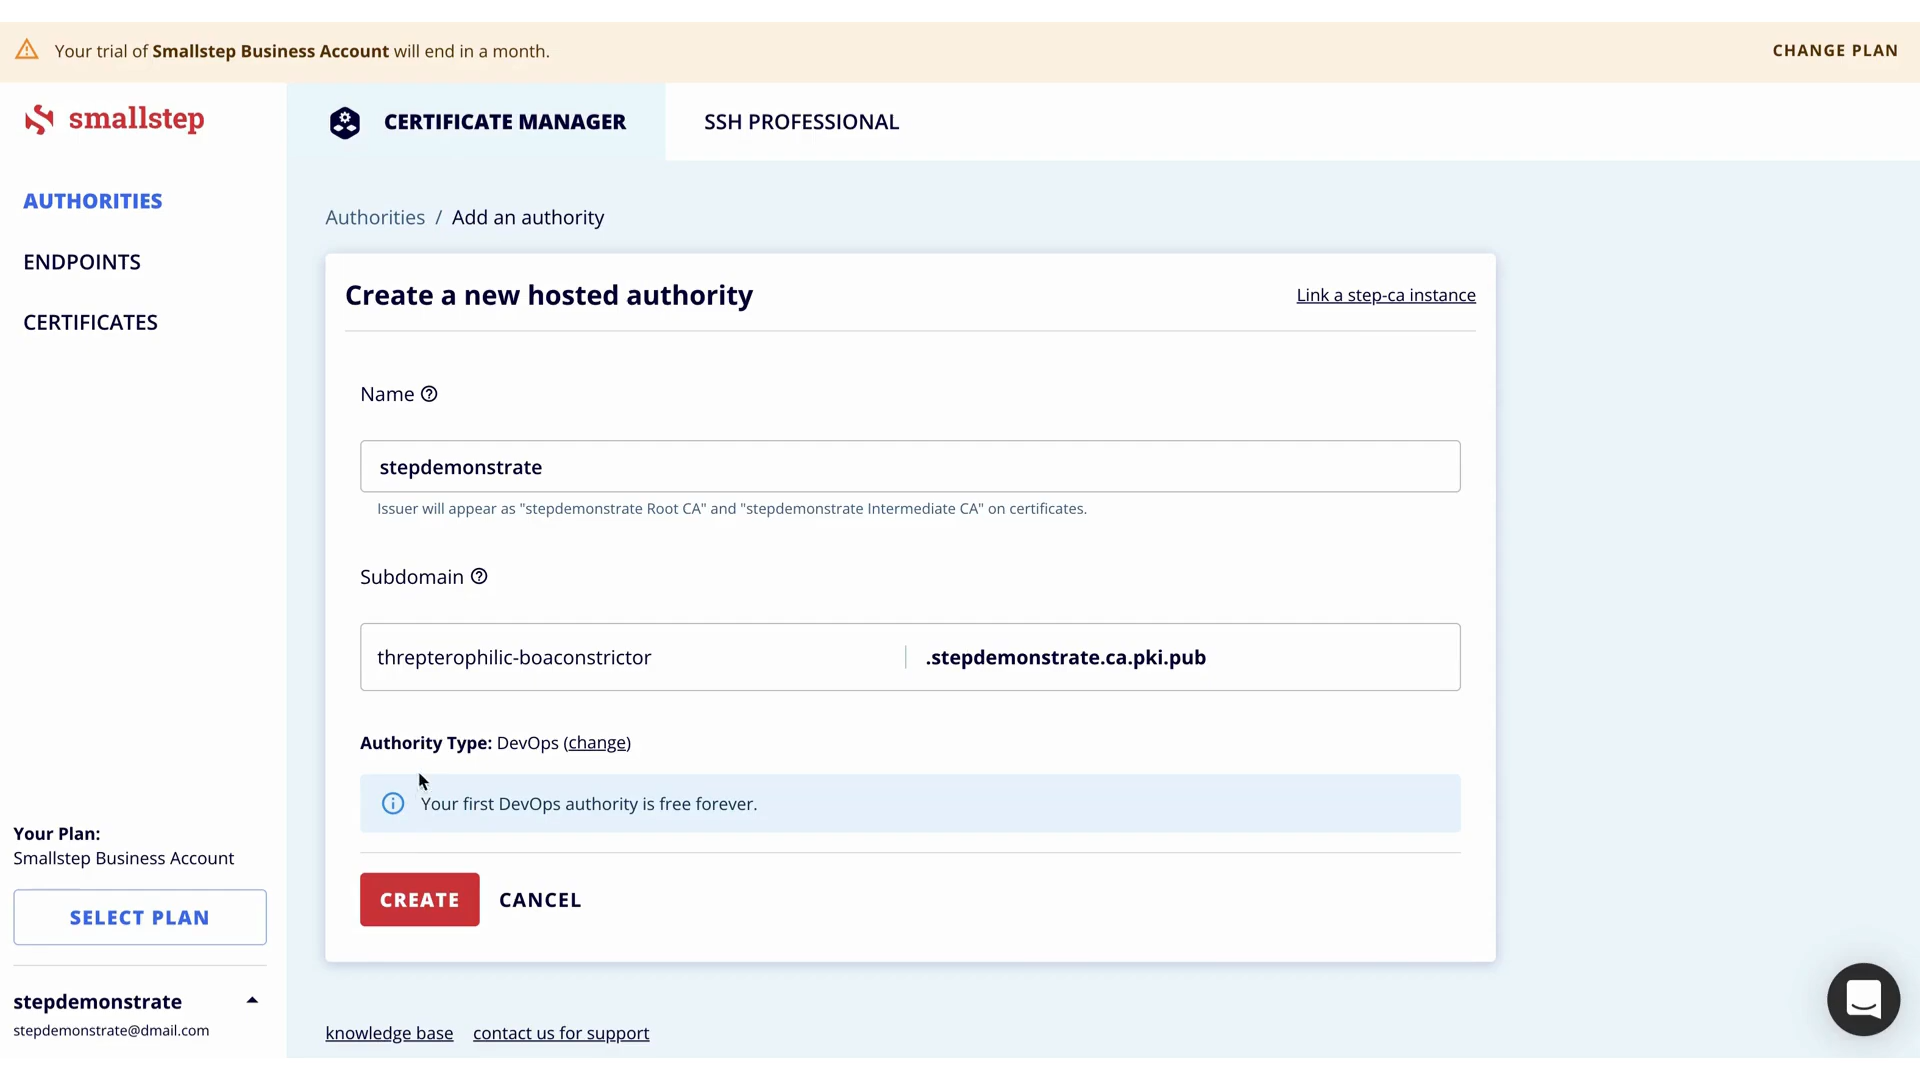 Your trial of Smallstep Business Account will end in a month.
CHANGE PLAN
smallstep
CERTIFICATE MANAGER
SSH PROFESSIONAL
AUTHORITIES
ENDPOINTS
CERTIFICATES
Authorities / Add an authority
Create a new hosted authority
Link a step-ca instance
Name
stepdemonstrate
Issuer will appear as "stepdemonstrate Root CA" and "stepdemonstrate Intermediate CA" on certificates.
Subdomain
threpterophilic-boaconstrictor
.stepdemonstrate.ca.pki.pub
Authority Type: DevOps (change)
Your first DevOps authority is free forever.
CREATE
CANCEL
Your Plan:
Smallstep Business Account
SELECT PLAN
stepdemonstrate
stepdemonstrate@dmail.com
knowledge base
contact us for support